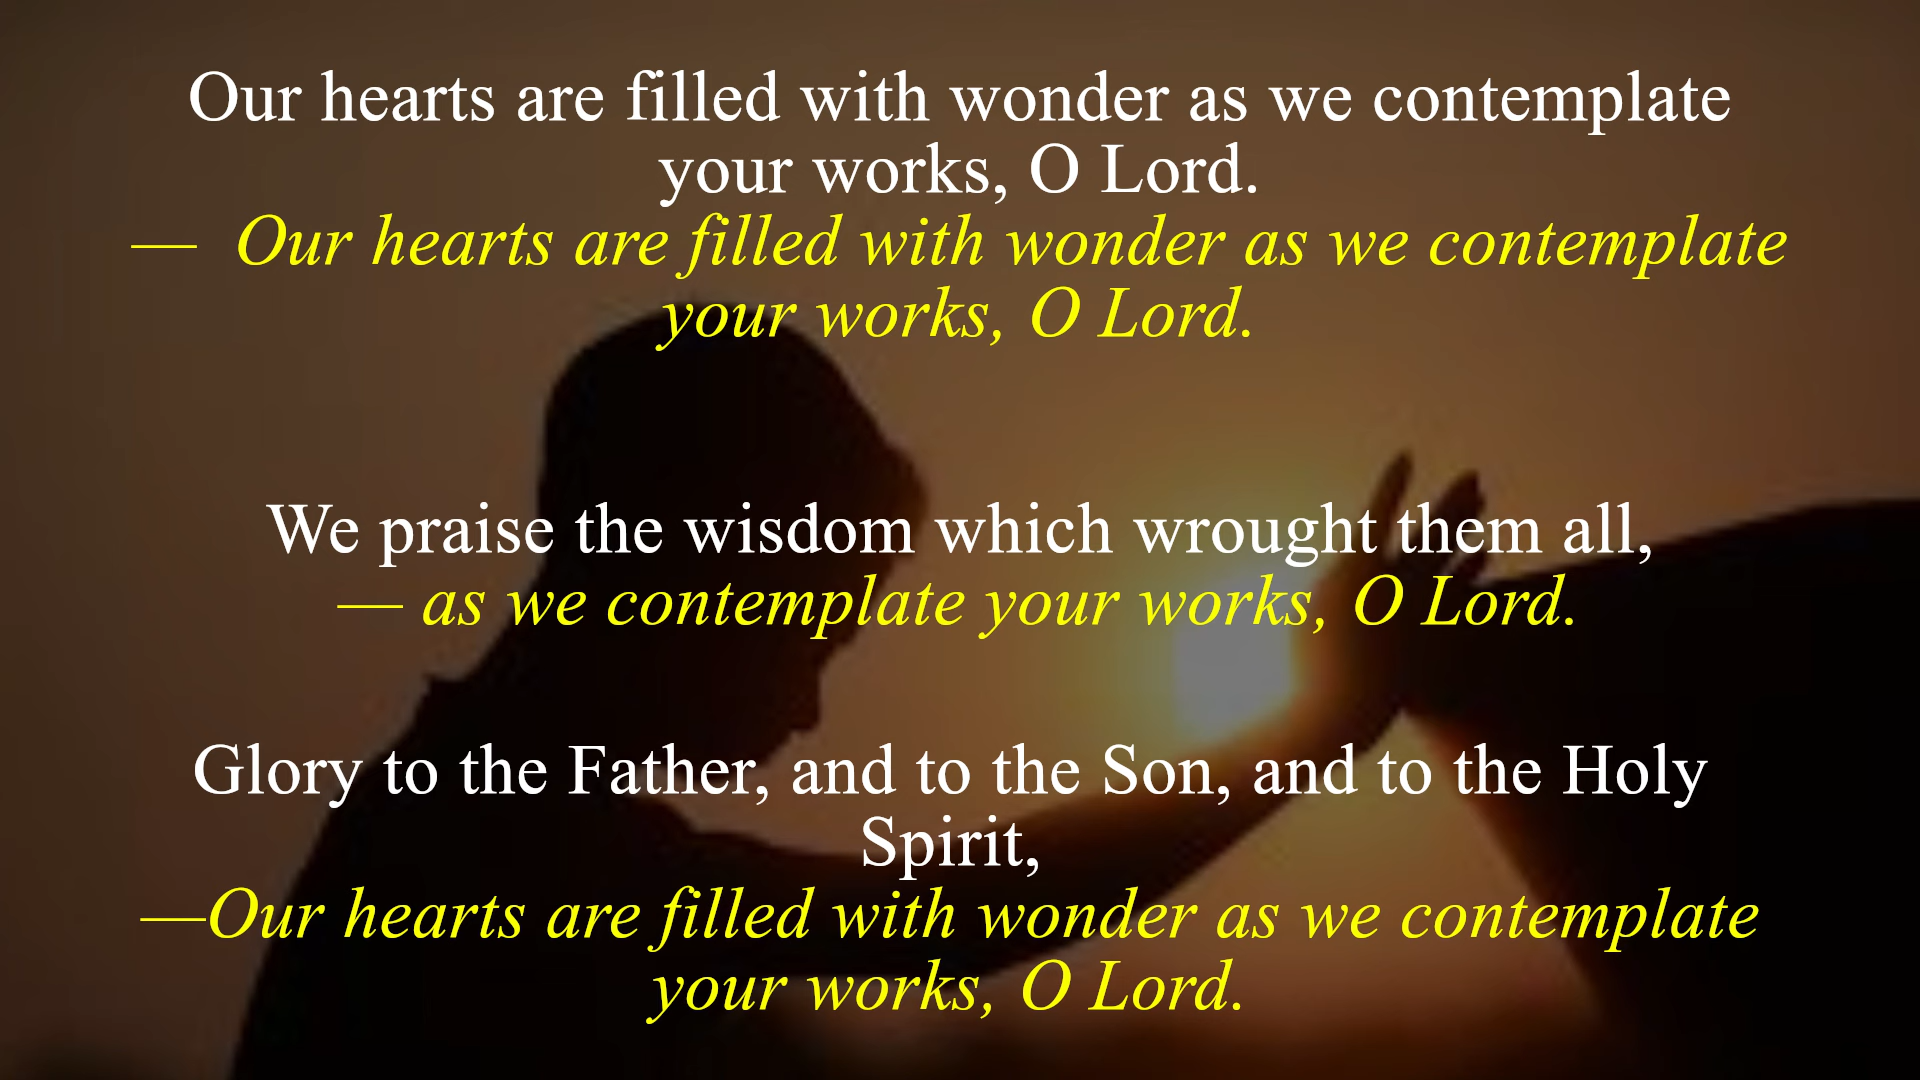 Our hearts are filled with wonder as we contemplate
your works, O Lord.
— Our hearts are filled with wonder as we contemplate
your works, O Lord.
We praise the wisdom which wrought them all,
— as we contemplate your works, O Lord.
Glory to the Father, and to the Son, and to the Holy
Spirit,
—Our hearts are filled with wonder as we contemplate
your works, O Lord.